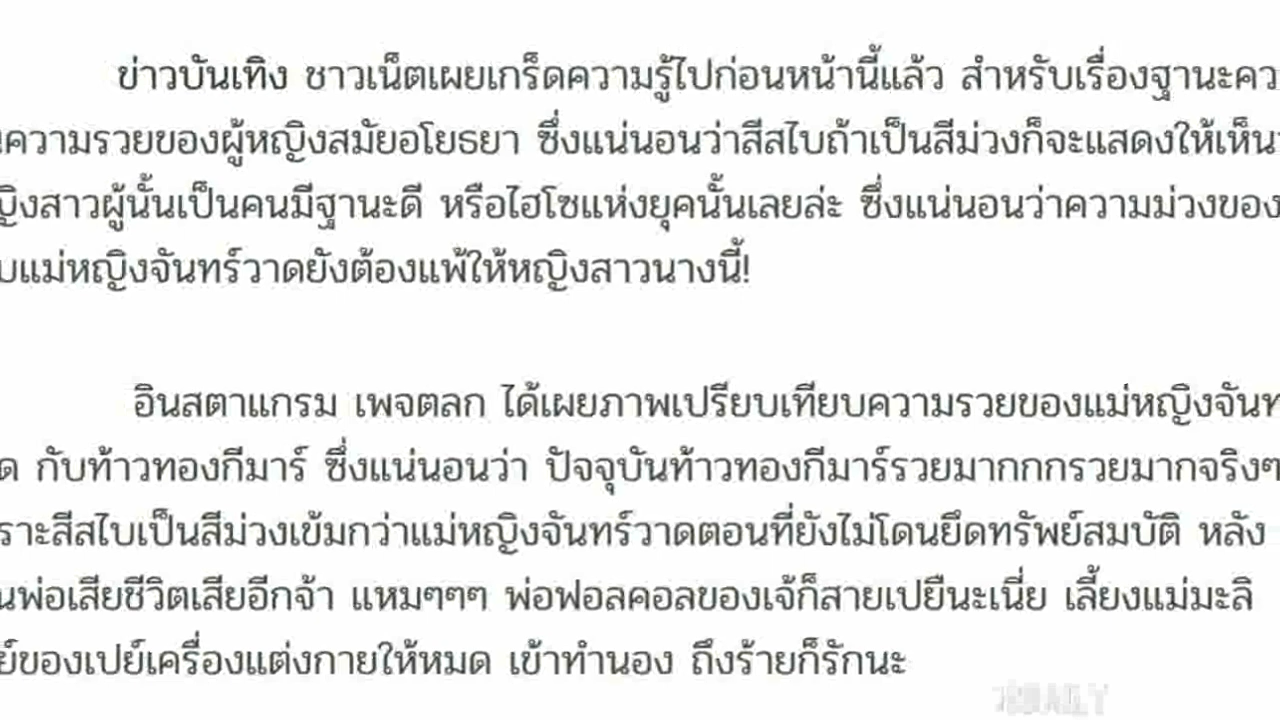 ข่าวบันเทิง ชาวเน็ตเผยเกร็ดความรู้ไปก่อนหน้านี้แล้ว สำหรับเรื่องฐานะคว
ความรวยของผู้หญิงสมัยอโยธยา ซึ่งแน่นอนว่าสีสไบถ้าเป็นสีม่วงก็จะแสดงให้เห็น
ญิงสาวผู้นั้นเป็นคนมีฐานะดี หรือไฮโซแห่งยุคนั้นเลยล่ะ ซึ่งแน่นอนว่าความม่วงของ
บแม่หญิงจันทร์วาดยังต้องแพ้ให้หญิงสาวนางนี้!
อินสตาแกรม เพจตลก ได้เผยภาพเปรียบเทียบความรวยของแม่หญิงจันท
ด กับท้าวทองกีมาร์ ซึ่งแน่นอนว่า ปัจจุบันท้าวทองกีมาร์รวยมากกกรวยมากจริงๆ
ราะสีสไบเป็นสีม่วงเข้มกว่าแม่หญิงจันทร์วาดตอนที่ยังไม่โดนยึดทรัพย์สมบัติ หลัง
นพ่อเสียชีวิตเสียอีกจ้า แหมๆๆๆ พ่อฟอลคอลของเจ้ก็สายเปยืนะเนี่ย เลี้ยงแม่มะลิ
ย์ของเปย์เครื่องแต่งกายให้หมด เข้าทำนอง ถึงร้ายก็รักนะ